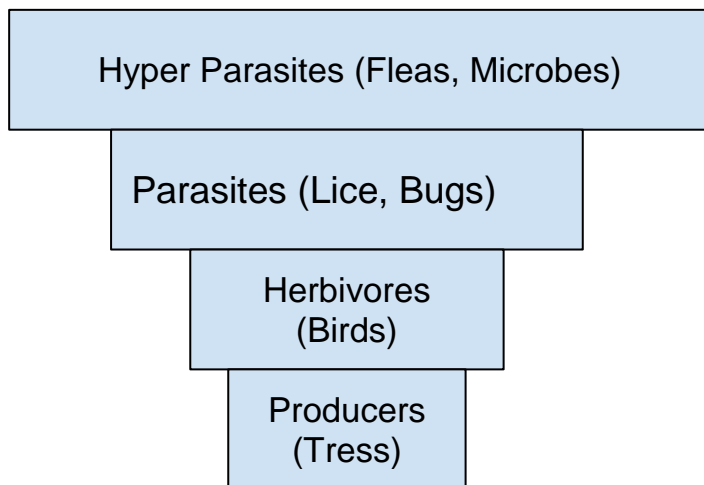 Hyper Parasites (Fleas, Microbes)
Parasites (Lice, Bugs)
Herbivores
(Birds)
Producers
(Tress)